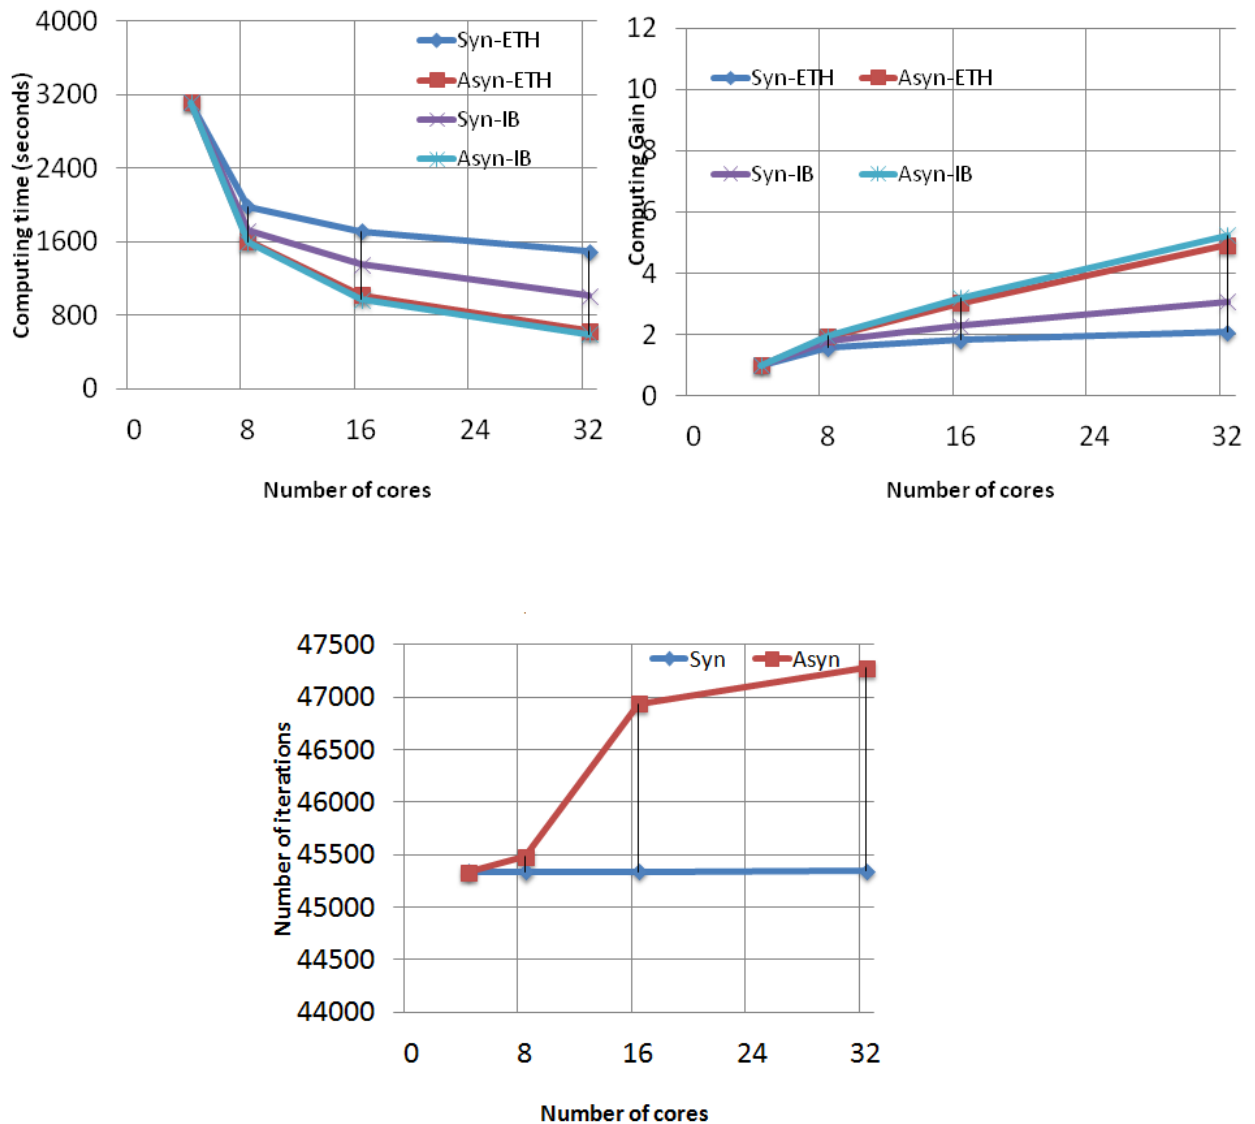 4000
3200
2400
1600
800
0
Computing time (seconds)
Syn-ETH
Asyn-ETH
Syn-IB
Asyn-IB
0 8 16 24 32
Number of cores
12
10
8
6
4
2
0
Computing Gain
Syn-ETH Asyn-ETH
Syn-IB Asyn-IB
0 8 16 24 32
Number of cores
47500
47000
46500
46000
45500
45000
44500
44000
Number of iterations
Syn Asyn
0 8 16 24 32
Number of cores